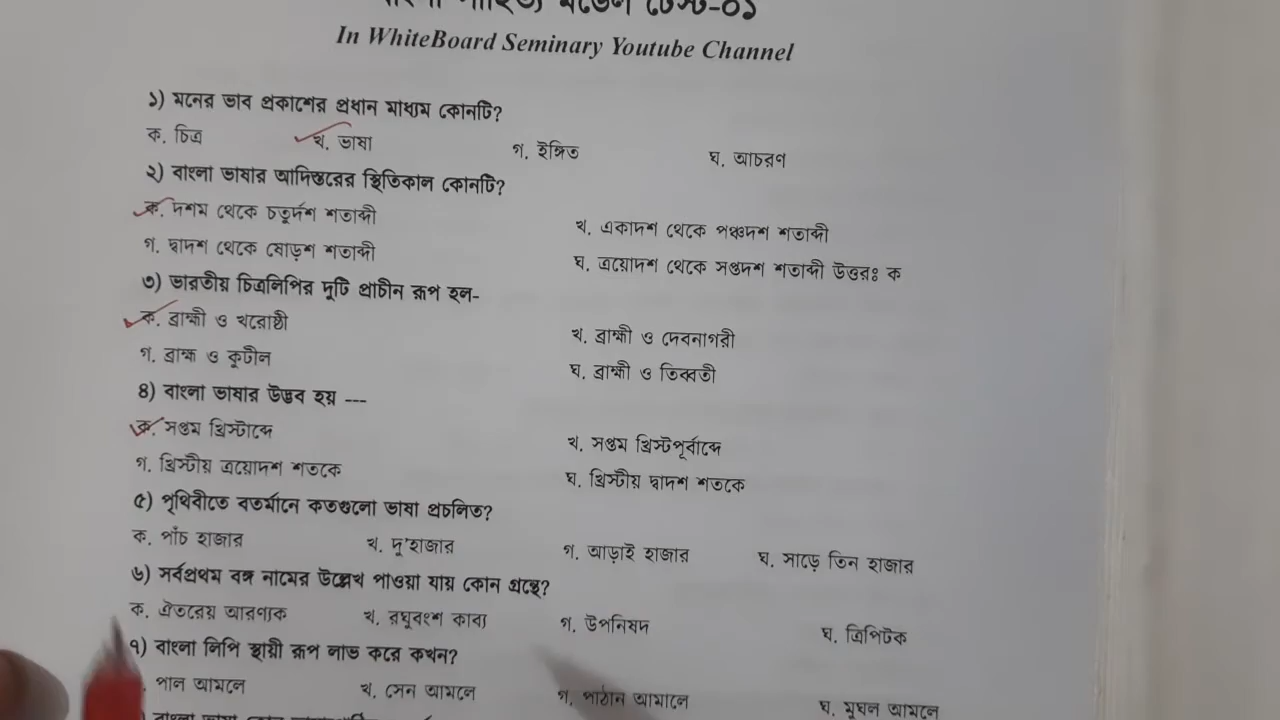 বাংলা সাহিত্য মডেল টেস্ট-০১
In WhiteBoard Seminary Youtube Channel
১) মনের ভাব প্রকাশের প্রধান মাধ্যম কোনটি?
ক. চিত্র খ. ভাষা গ. ইঙ্গিত ঘ. আচরণ
২) বাংলা ভাষার আদিস্তরের স্থিতিকাল কোনটি?
ক. দশম থেকে চতুর্দশ শতাব্দী খ. একাদশ থেকে পঞ্চদশ শতাব্দী
গ. দ্বাদশ থেকে ষোড়শ শতাব্দী ঘ. ত্রয়োদশ থেকে সপ্তদশ শতাব্দী উত্তরঃ ক
৩) ভারতীয় চিত্রলিপির দুটি প্রাচীন রূপ হল-
ক. ব্রাহ্মী ও খরোষ্ঠী খ. ব্রাহ্মী ও দেবনাগরী
গ. ব্রাহ্ম ও কুটীল ঘ. ব্রাহ্মী ও তিব্বতী
৪) বাংলা ভাষার উদ্ভব হয় ---
ক. সপ্তম খ্রিস্টাব্দে খ. সপ্তম খ্রিস্টপূর্বাব্দে
গ. খ্রিস্টীয় ত্রয়োদশ শতকে ঘ. খ্রিস্টীয় দ্বাদশ শতকে
৫) পৃথিবীতে বতর্মানে কতগুলো ভাষা প্রচলিত?
ক. পাঁচ হাজার খ. দু'হাজার গ. আড়াই হাজার ঘ. সাড়ে তিন হাজার
৬) সর্বপ্রথম বঙ্গ নামের উল্লেখ পাওয়া যায় কোন গ্রন্থে?
ক. ঐতরেয় আরণ্যক খ. রঘুবংশ কাব্য গ. উপনিষদ ঘ. ত্রিপিটক
৭) বাংলা লিপি স্থায়ী রূপ লাভ করে কখন?
পাল আমলে খ. সেন আমলে গ. পাঠান আমালে ঘ. মুঘল আমলে